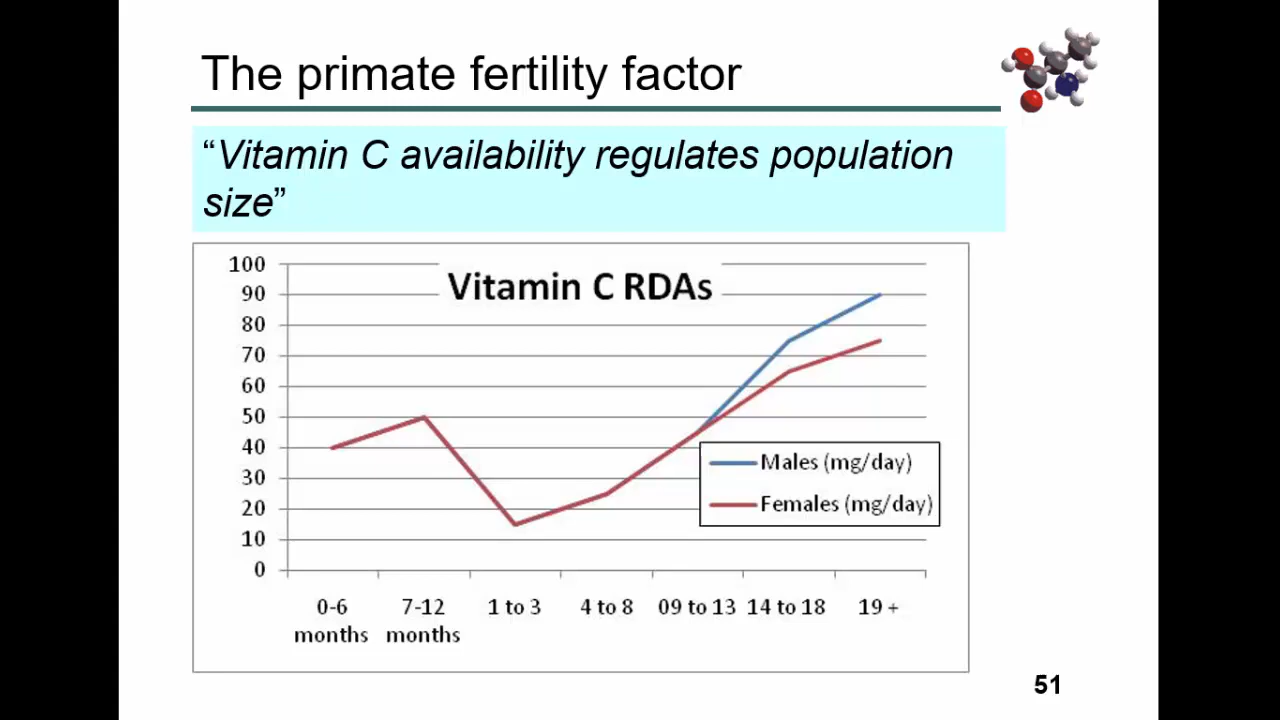 The primate fertility factor
“Vitamin C availability regulates population
size”
Vitamin C RDAs
100
90
80
70
60
50
40
30
20
10
0
Males (mg/day)
Females (mg/day)
0-6 7-12 1 to 3 4 to 8 09 to 13 14 to 18 19 +
months months
51